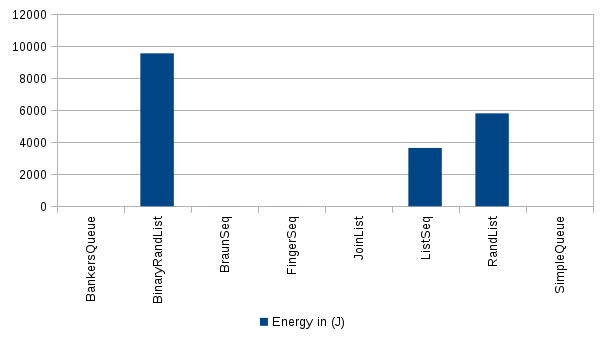 12000
10000
8000
6000
4000
2000
0
BankersQueue
BinaryRandList
BraunSeq
FingerSeq
JoinList
ListSeq
RandList
SimpleQueue
Energy in (J)